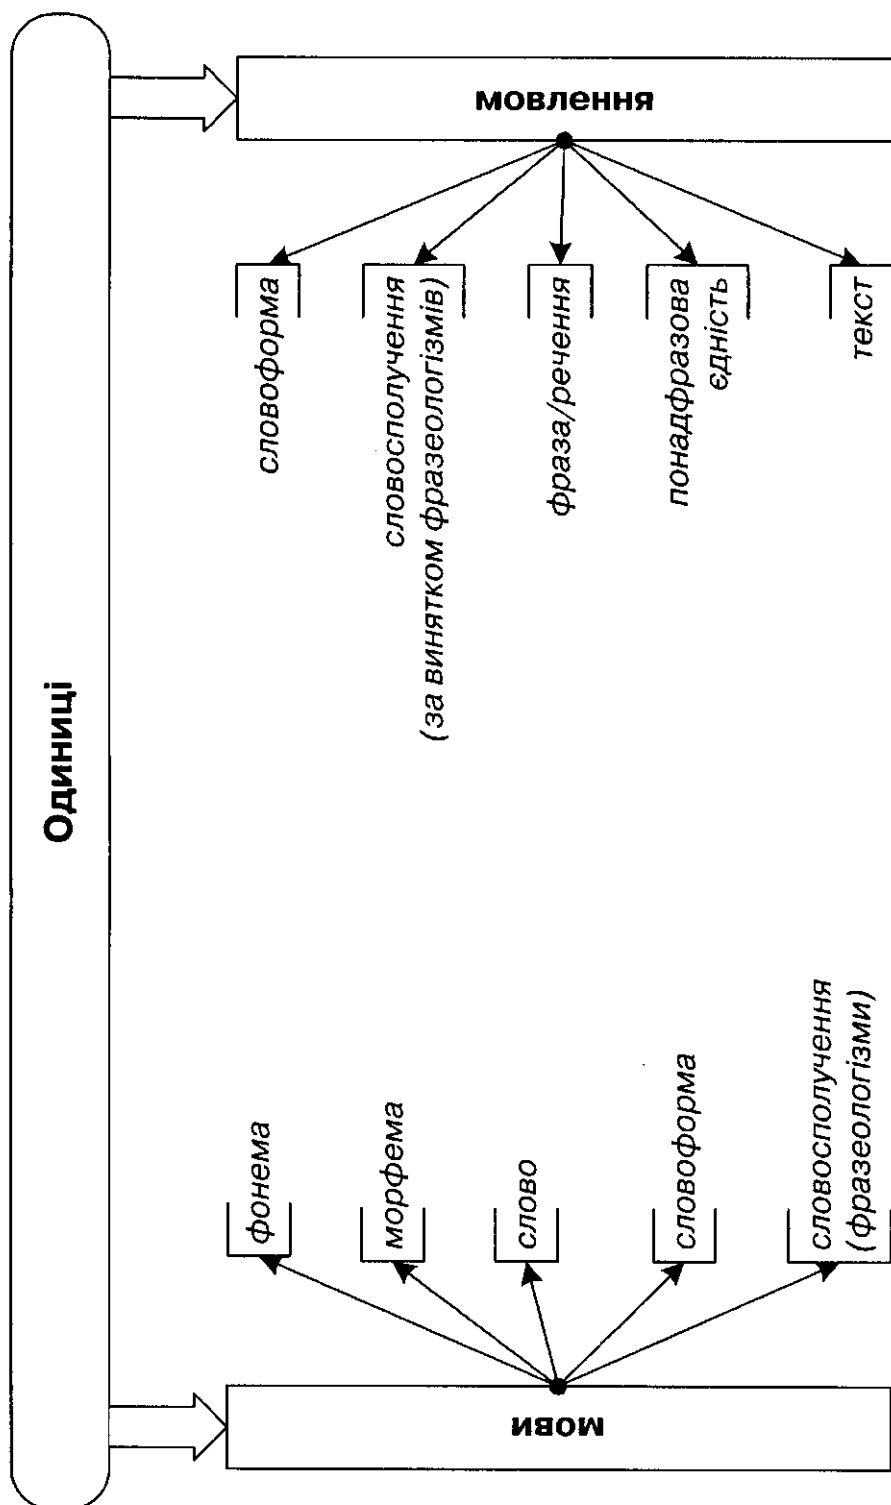 Одиниці
мови
фонема
морфема
слово
словоформа
словосполучення
(фразеологізми)
мовлення
словоформа
словосполучення
(за винятком фразеологізмів)
фраза/речення
понадфразова
єдність
текст